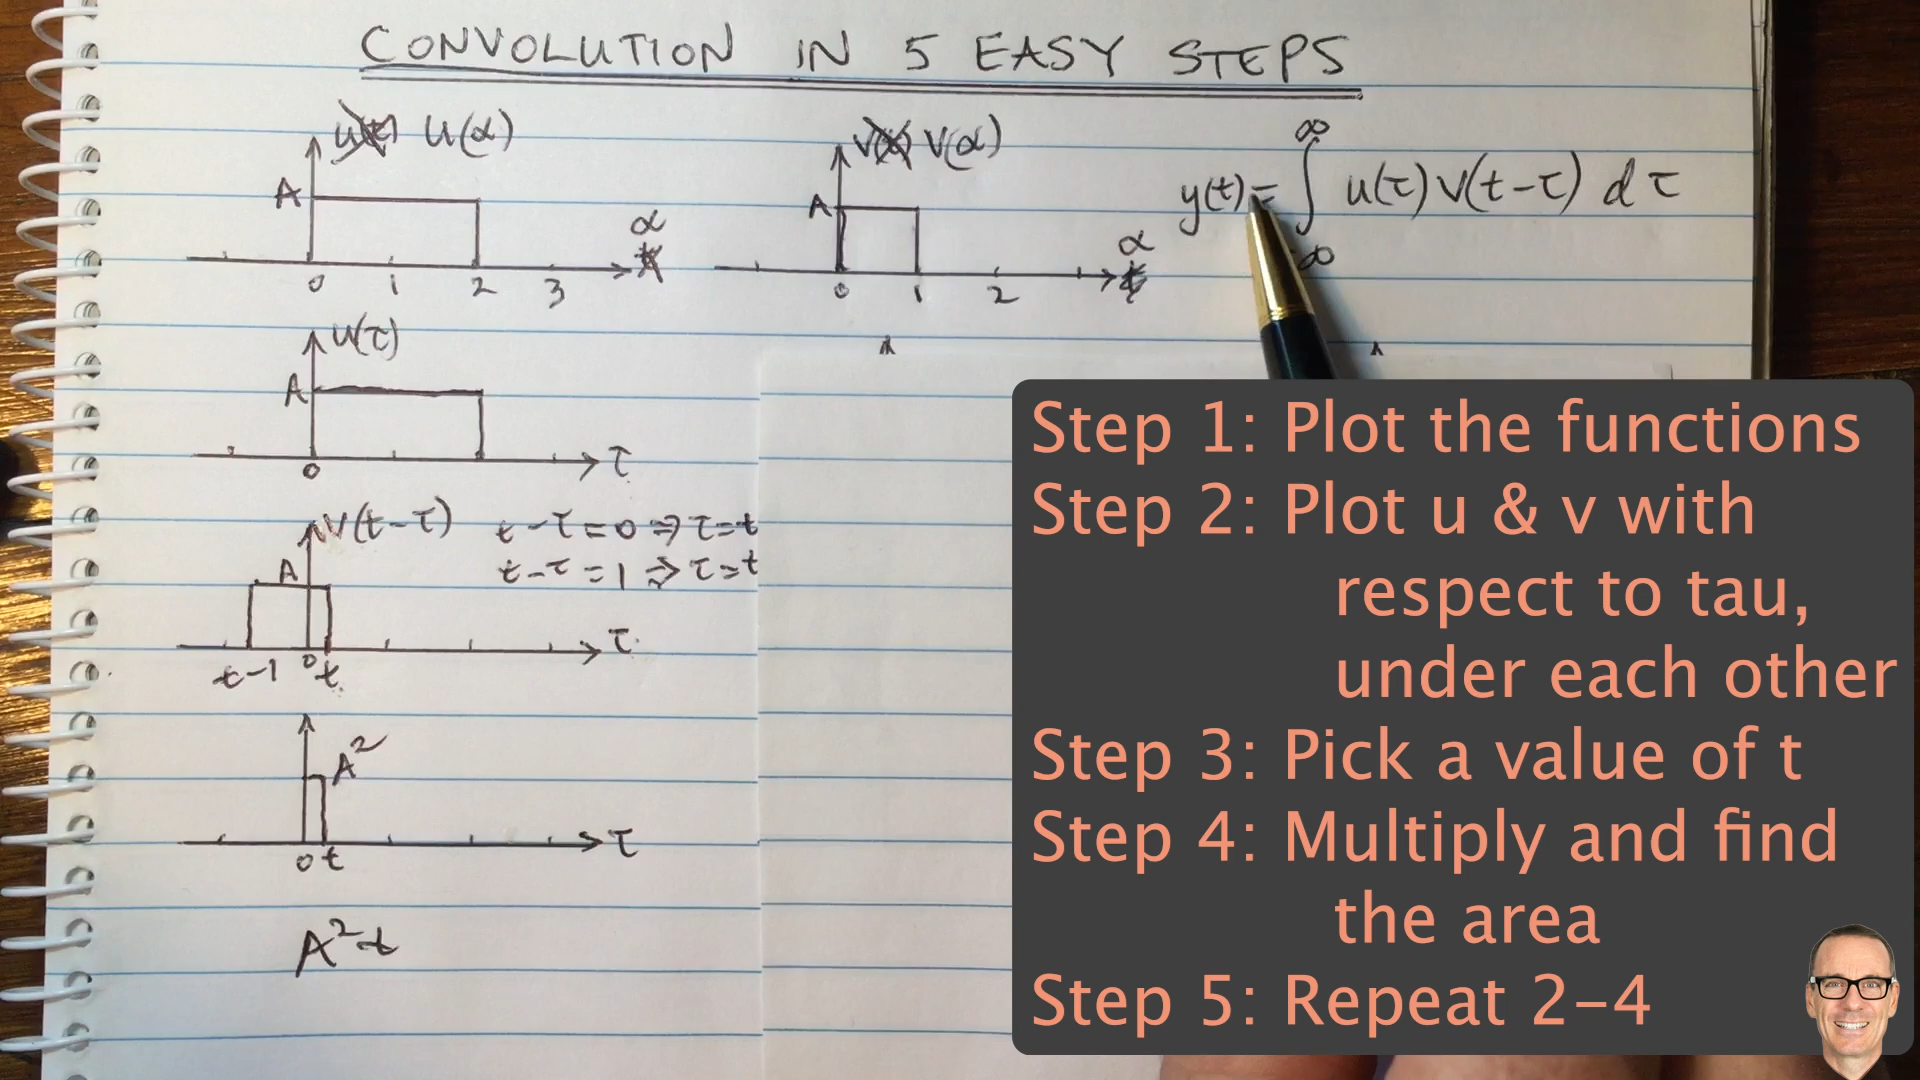 CONVOLUTION IN 5 EASY STEPS
u(α)
A
α
0 1 2 3
v(α)
A
α
t
0 1 2
y(t)= ∫ u(τ) v(t-τ) dτ
∞
∞
u(τ)
A
τ
0
v(t-τ)
t-τ=0 ⇒ τ=t
t-τ=1 ⇒ τ=t
A
τ
t-1 0 t
A²
τ
0 t
A²t
Step 1: Plot the functions
Step 2: Plot u & v with
respect to tau,
under each other
Step 3: Pick a value of t
Step 4: Multiply and find
the area
Step 5: Repeat 2-4